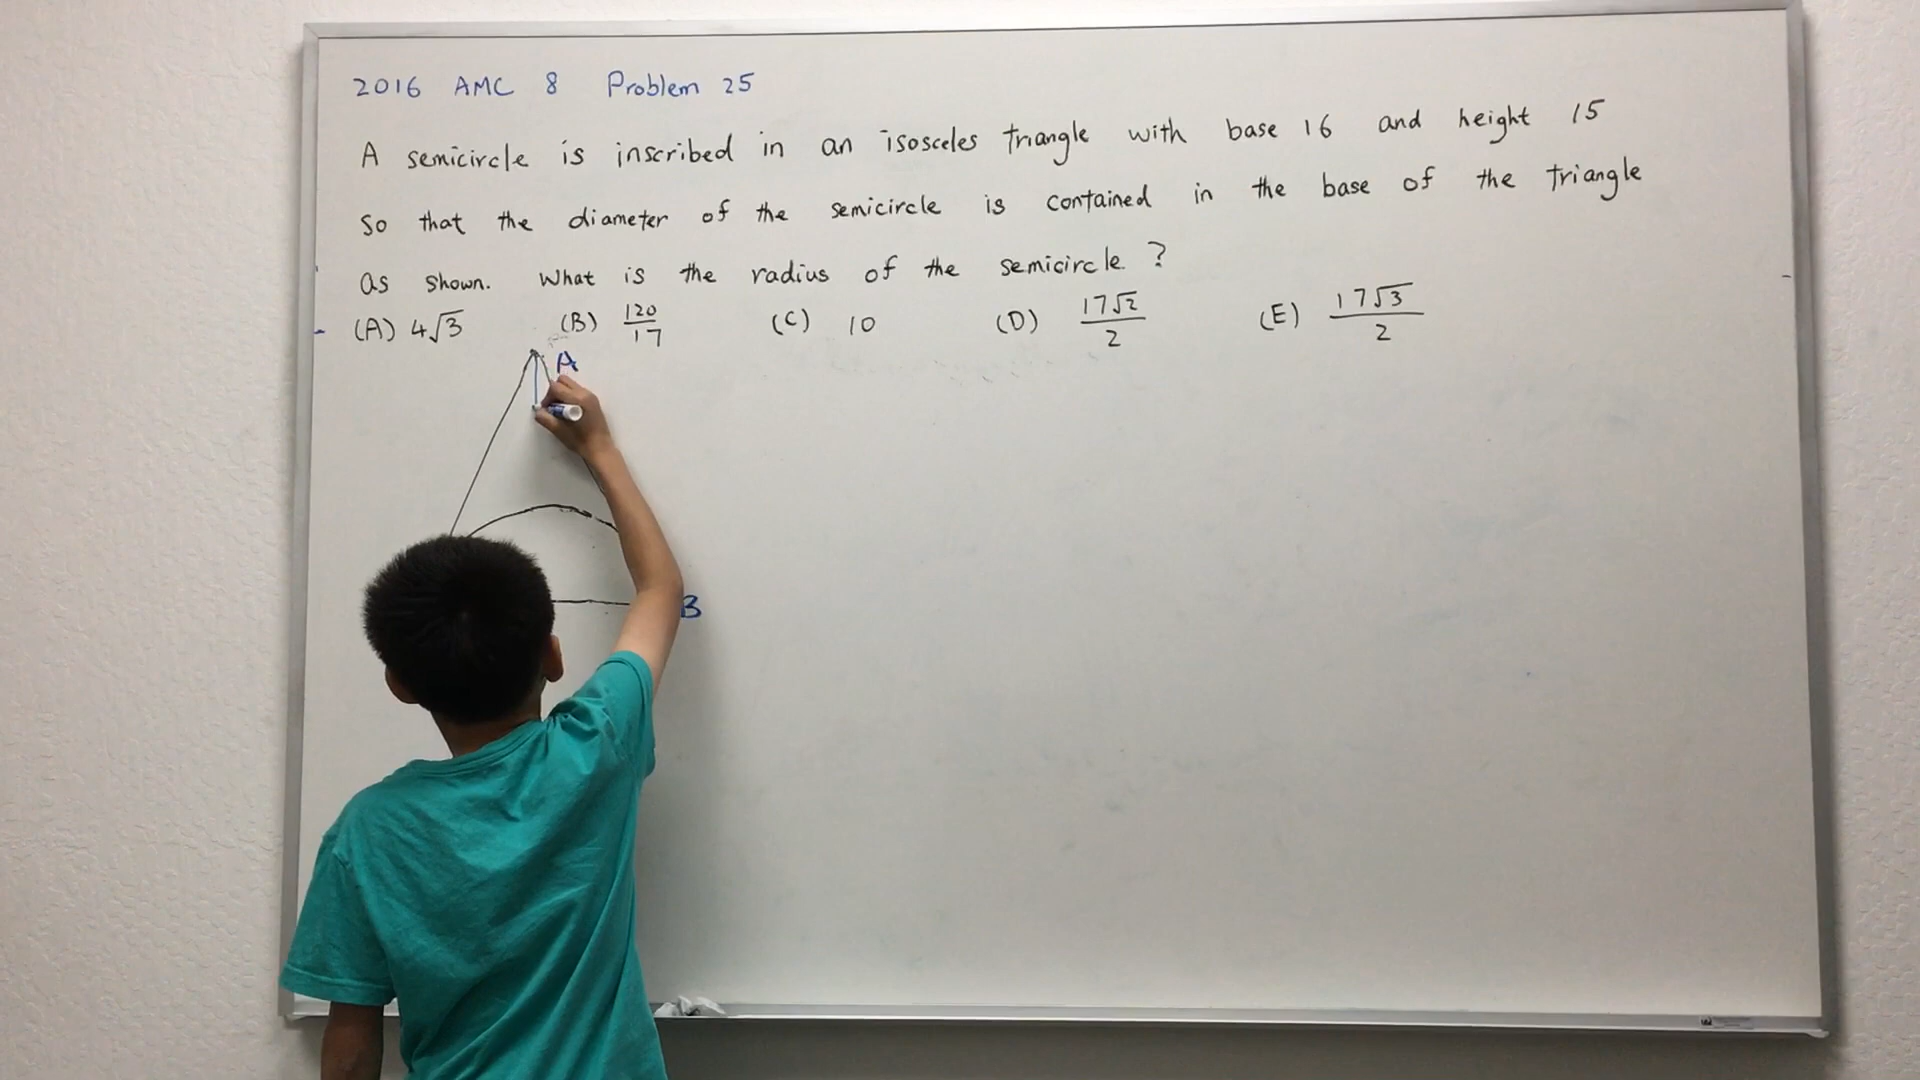 2016 AMC 8 Problem 25
A semicircle is inscribed in an isosceles triangle with base 16 and height 15
so that the diameter of the semicircle is contained in the base of the triangle
as shown. What is the radius of the semicircle ?
(A) 4√3 (B) 120/17 (C) 10 (D) 17√2/2 (E) 17√3/2
A
B